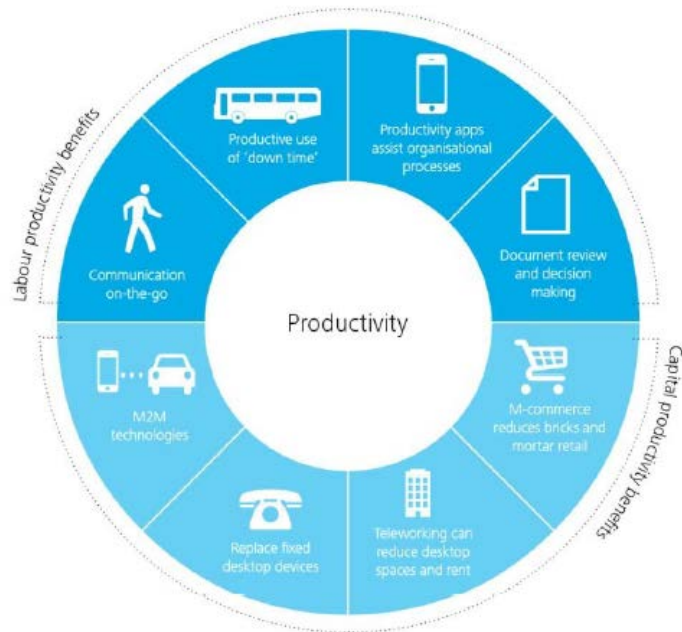 Labour productivity benefits
Productive use
of 'down time'
Productivity apps
assist organisational
processes
Communication
on-the-go
Document review
and decision
making
Productivity
M2M
technologies
M-commerce
reduces bricks and
mortar retail
Replace fixed
desktop devices
Teleworking can
reduce desktop
spaces and rent
Capital productivity benefits